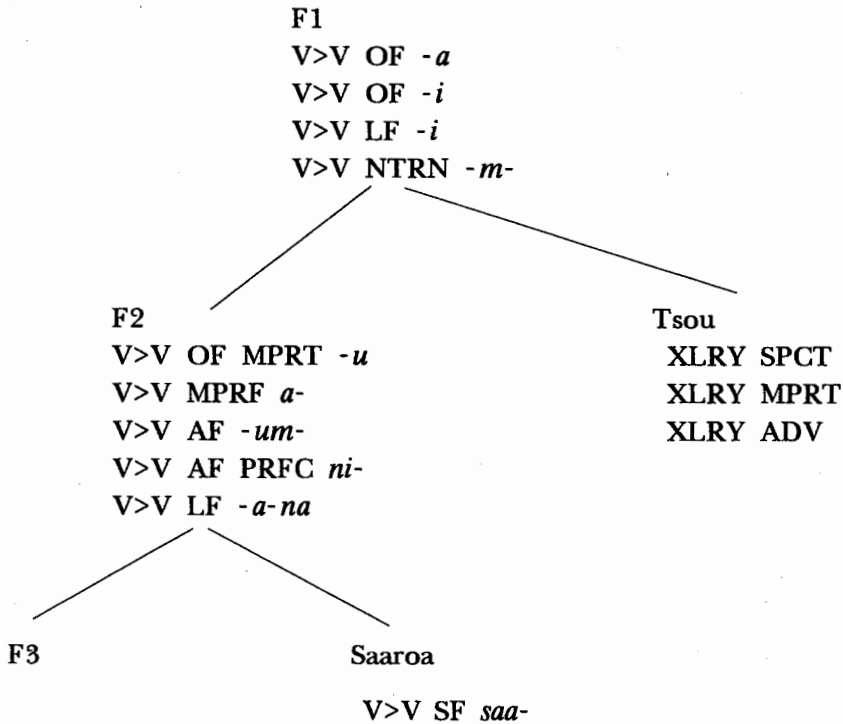 F1
V>V OF -a
V>V OF -i
V>V LF -i
V>V NTRN -m-
F2
V>V OF MPRT -u
V>V MPRF a-
V>V AF -um-
V>V AF PRFC ni-
V>V LF -a-na
Tsou
XLRY SPCT
XLRY MPRT
XLRY ADV
F3
Saaroa
V>V SF saa-